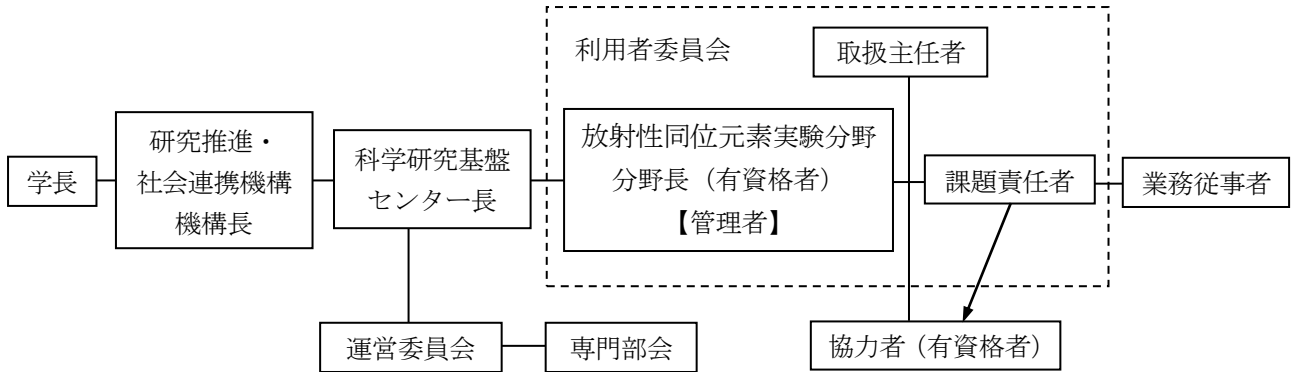 利用者委員会
取扱主任者
学長
研究推進・
社会連携機構
機構長
科学研究基盤
センター長
放射性同位元素実験分野
分野長（有資格者）
【管理者】
課題責任者
業務従事者
運営委員会
専門部会
協力者（有資格者）